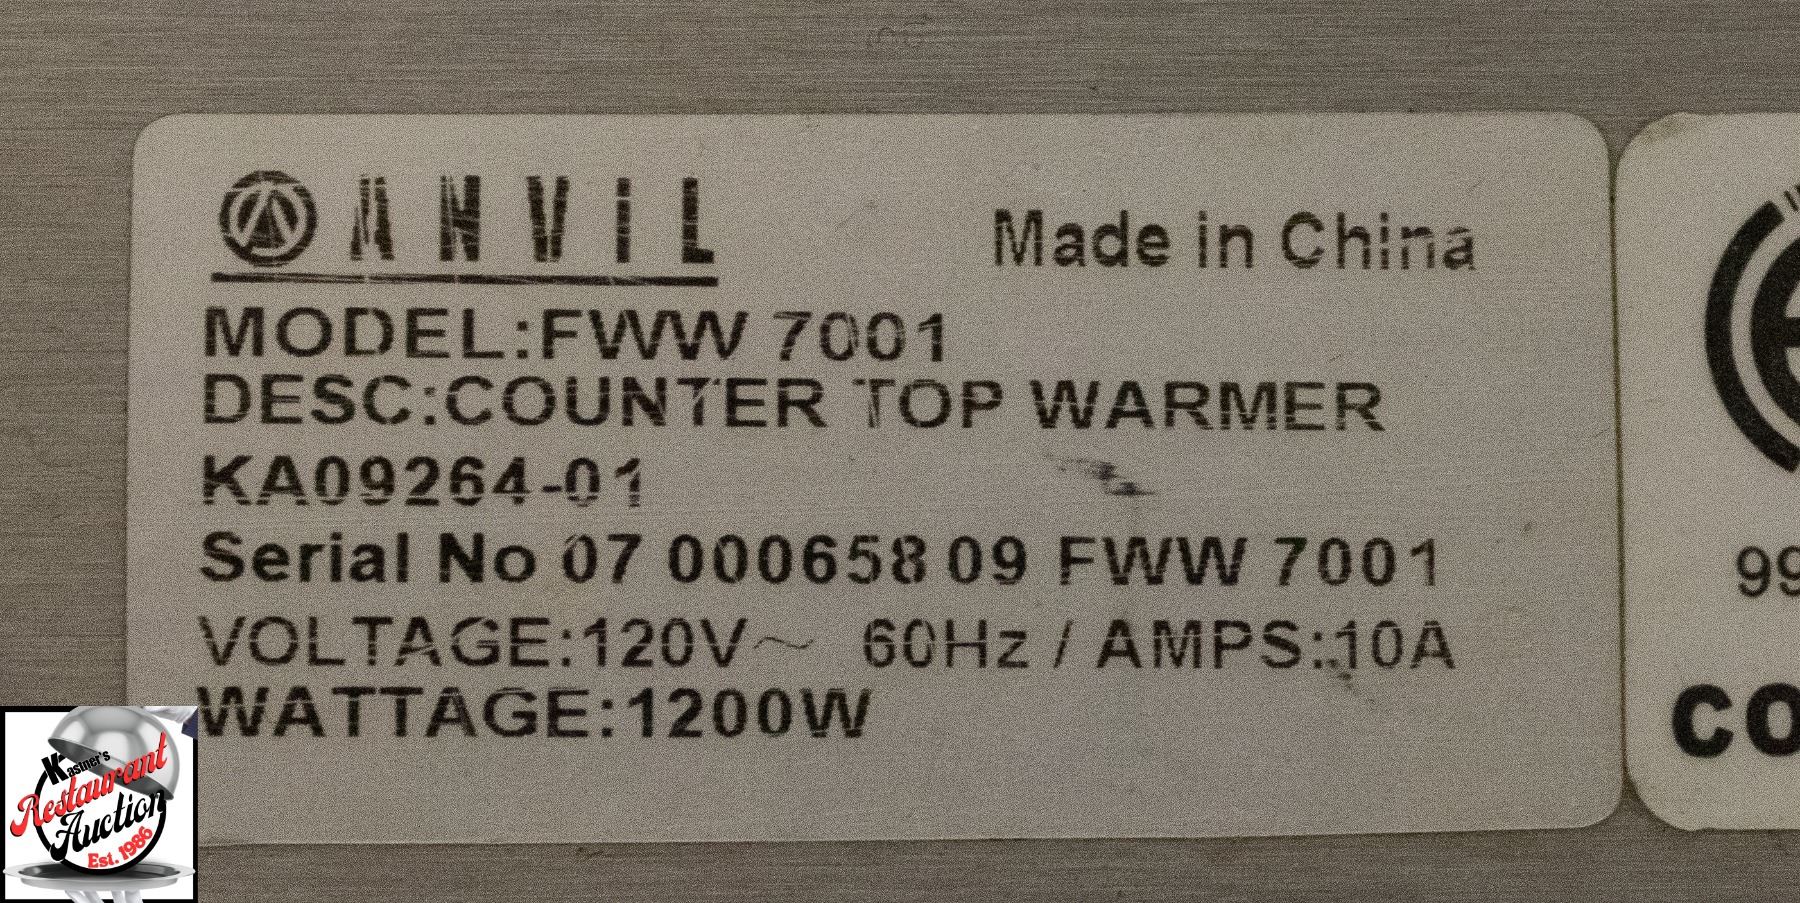 ANVIL
Made in China
MODEL:FWW 7001
DESC:COUNTER TOP WARMER
KA09264-01
Serial No 07 000658 09 FWW 7001
VOLTAGE:120V~ 60Hz / AMPS:10A
WATTAGE:1200W
99
CO
Kastner's
Restaurant
Auction
Est. 1986